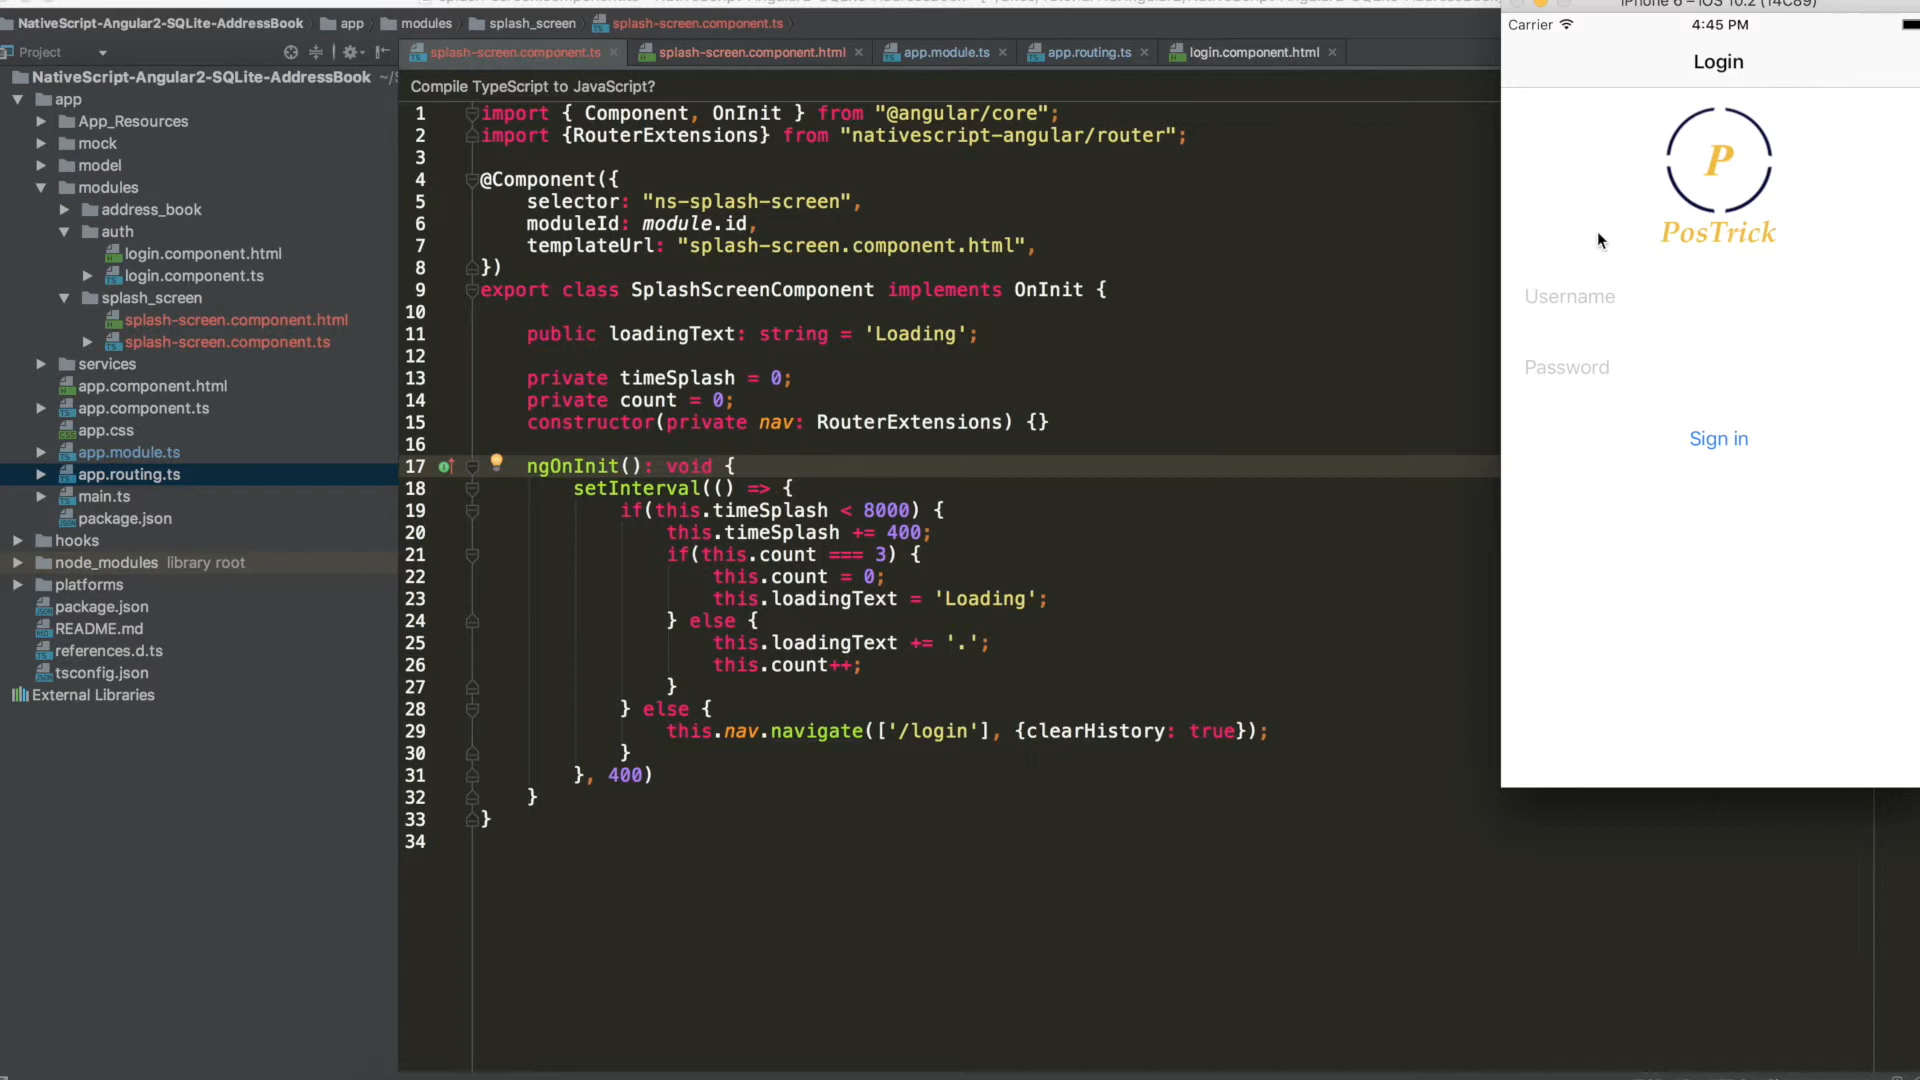 NativeScript-Angular2-SQLite-AddressBook app modules splash_screen splash-screen.component.ts
Project
splash-screen.component.ts splash-screen.component.html app.module.ts app.routing.ts login.component.html
NativeScript-Angular2-SQLite-AddressBook
app
App_Resources
mock
model
modules
address_book
auth
login.component.html
login.component.ts
splash_screen
splash-screen.component.html
splash-screen.component.ts
services
app.component.html
app.component.ts
app.css
app.module.ts
app.routing.ts
main.ts
package.json
hooks
node_modules library root
platforms
package.json
README.md
references.d.ts
tsconfig.json
External Libraries
Compile TypeScript to JavaScript?
1 import { Component, OnInit } from "@angular/core";
2 import {RouterExtensions} from "nativescript-angular/router";
3
4 @Component({
5 selector: "ns-splash-screen",
6 moduleId: module.id,
7 templateUrl: "splash-screen.component.html",
8 })
9 export class SplashScreenComponent implements OnInit {
10
11 public loadingText: string = 'Loading';
12
13 private timeSplash = 0;
14 private count = 0;
15 constructor(private nav: RouterExtensions) {}
16
17 ngOnInit(): void {
18 setInterval(() => {
19 if(this.timeSplash < 8000) {
20 this.timeSplash += 400;
21 if(this.count === 3) {
22 this.count = 0;
23 this.loadingText = 'Loading';
24 } else {
25 this.loadingText += '.';
26 this.count++;
27 }
28 } else {
29 this.nav.navigate(['/login'], {clearHistory: true});
30 }
31 }, 400)
32 }
33 }
34
iPhone 6 – iOS 10.2 (14C89)
Carrier 4:45 PM
Login
P
PosTrick
Username
Password
Sign in